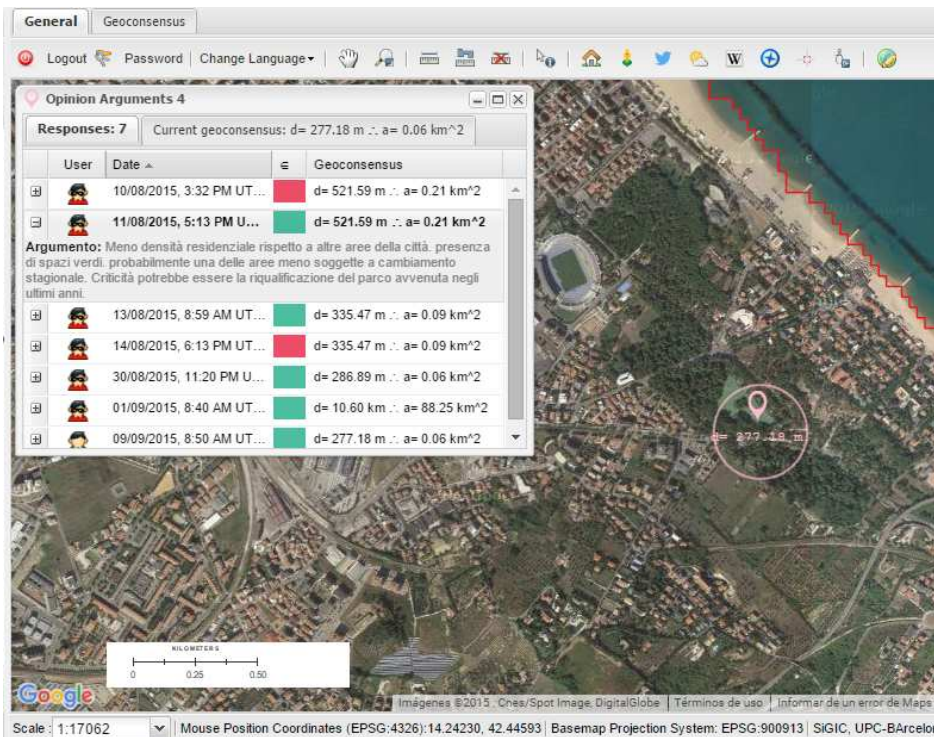 General Geoconsensus
Logout Password Change Language
W
Opinion Arguments 4
Responses: 7 Current geoconsensus: d= 277.18 m .:. a= 0.06 km^2
User Date ∈ Geoconsensus
10/08/2015, 3:32 PM UT... d= 521.59 m .:. a= 0.21 km^2
11/08/2015, 5:13 PM U... d= 521.59 m .:. a= 0.21 km^2
Argumento: Meno densità residenziale rispetto a altre aree della città. presenza
di spazi verdi. probabilmente una delle aree meno soggette a cambiamento
stagionale. Criticità potrebbe essere la riqualificazione del parco avvenuta negli
ultimi anni.
13/08/2015, 8:59 AM UT... d= 335.47 m .:. a= 0.09 km^2
14/08/2015, 6:13 PM UT... d= 335.47 m .:. a= 0.09 km^2
30/08/2015, 11:20 PM U... d= 286.89 m .:. a= 0.06 km^2
01/09/2015, 8:40 AM UT... d= 10.60 km .:. a= 88.25 km^2
09/09/2015, 8:50 AM UT... d= 277.18 m .:. a= 0.06 km^2
d= 277.18 m
KILOMETERS
0 0.25 0.50
Google
Imágenes ©2015 , Cnes/Spot Image, DigitalGlobe Términos de uso Informar de un error de Maps
Scale : 1:17062 Mouse Position Coordinates (EPSG:4326):14.24230, 42.44593 Basemap Projection System: EPSG:900913 SiGIC, UPC-BArcelo